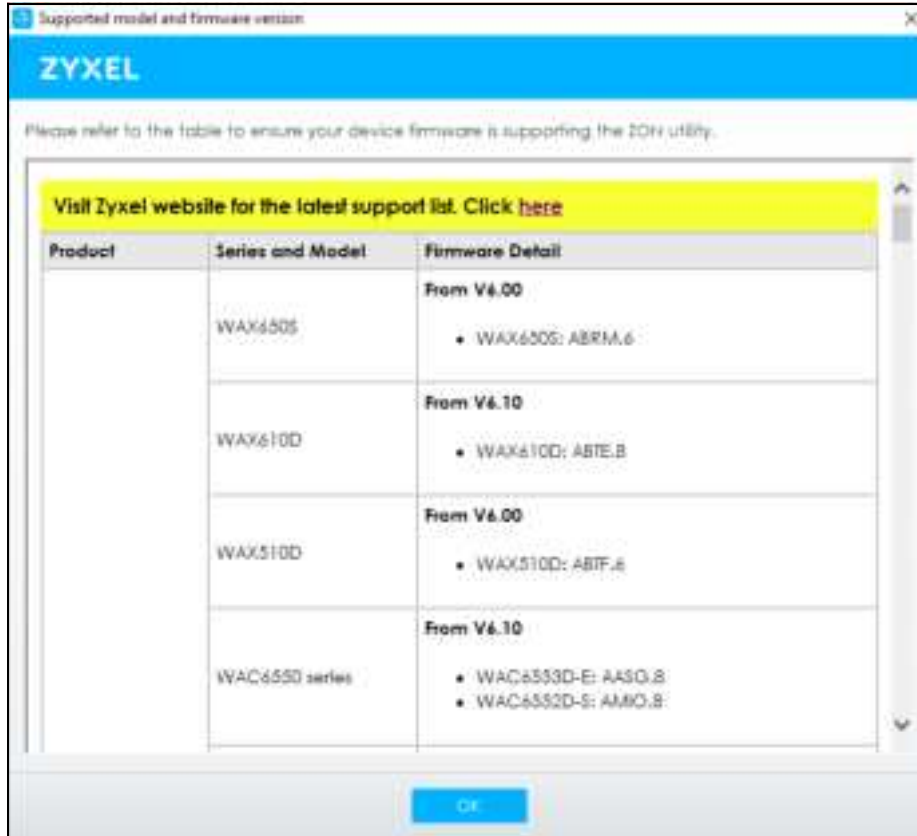 Supported model and firmware version
ZYXEL
Please refer to the table to ensure your device firmware is supporting the ZON utility.
Visit Zyxel website for the latest support list. Click here
Product Series and Model Firmware Detail
WAX650S
From V6.00
• WAX650S: ABRM.6
WAX610D
From V6.10
• WAX610D: ABTE.8
WAX510D
From V6.00
• WAX510D: ABTF.6
WAC6550 series
From V6.10
• WAC6553D-E: AASG.8
• WAC6552D-S: AMIO.8
OK